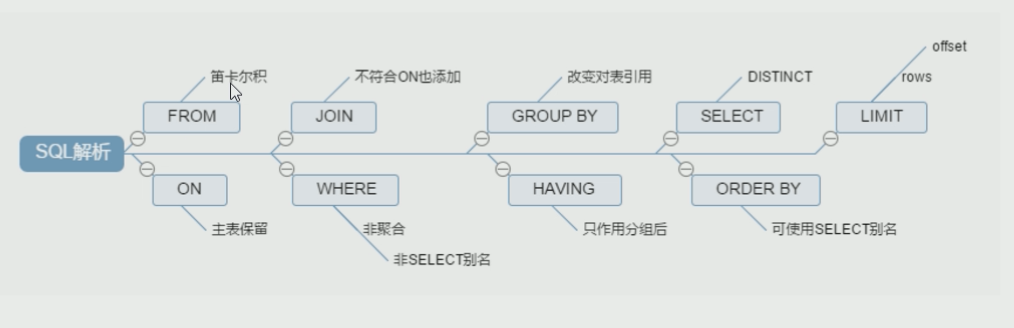 SQL解析
FROM
笛卡尔积
ON
主表保留
JOIN
不符合ON也添加
WHERE
非聚合
非SELECT别名
GROUP BY
改变对表引用
HAVING
只作用分组后
SELECT
DISTINCT
ORDER BY
可使用SELECT别名
LIMIT
offset
rows